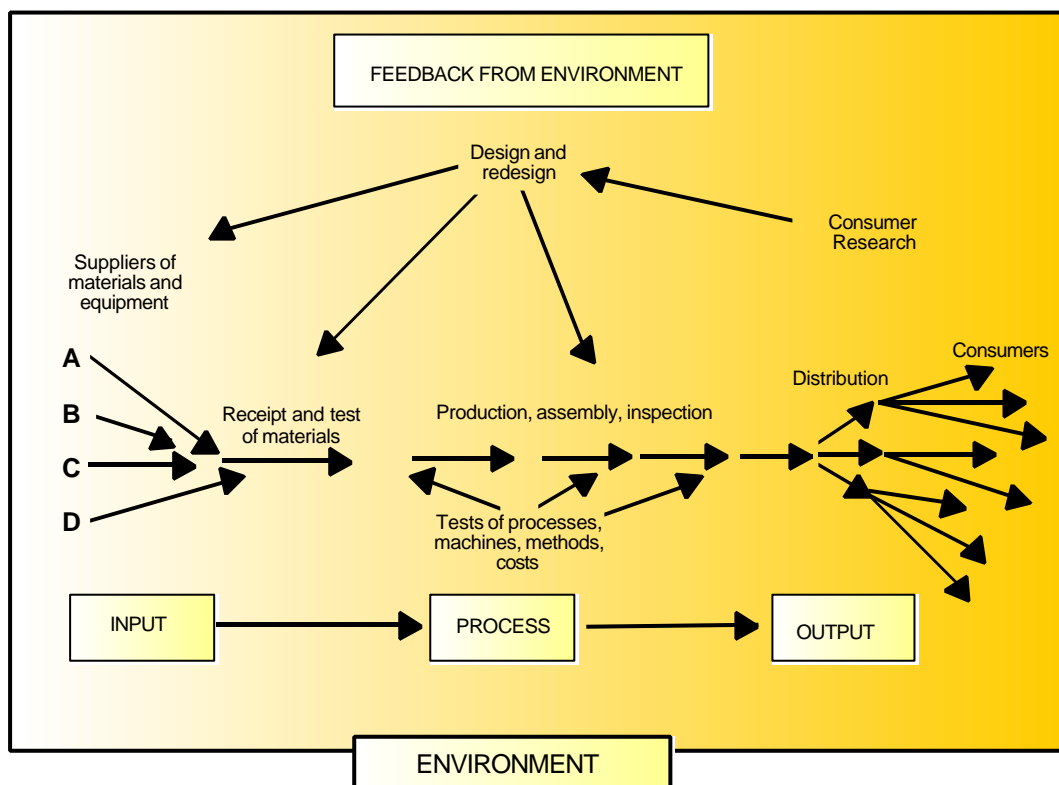 FEEDBACK FROM ENVIRONMENT
Design and
redesign
Consumer
Research
Suppliers of
materials and
equipment
A
B
C
D
Receipt and test
of materials
Production, assembly, inspection
Distribution
Consumers
Tests of processes,
machines, methods,
costs
INPUT
PROCESS
OUTPUT
ENVIRONMENT